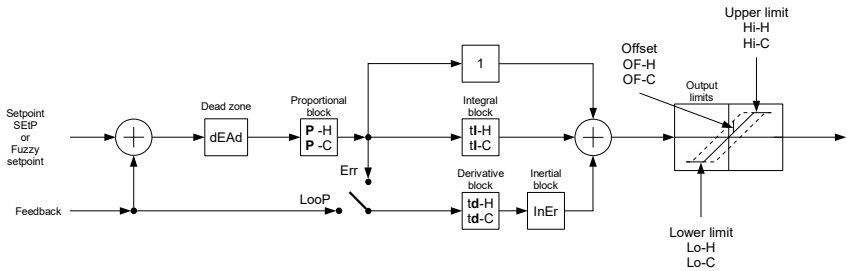 Upper limit
Hi-H
Hi-C
Offset
OF-H
OF-C
Output
limits
1
Setpoint
SEtP
or
Fuzzy
setpoint
Dead zone
dEAd
Proportional
block
P -H
P -C
Integral
block
tI-H
tI-C
Err
LooP
Feedback
Derivative
block
td-H
td-C
Inertial
block
InEr
Lower limit
Lo-H
Lo-C